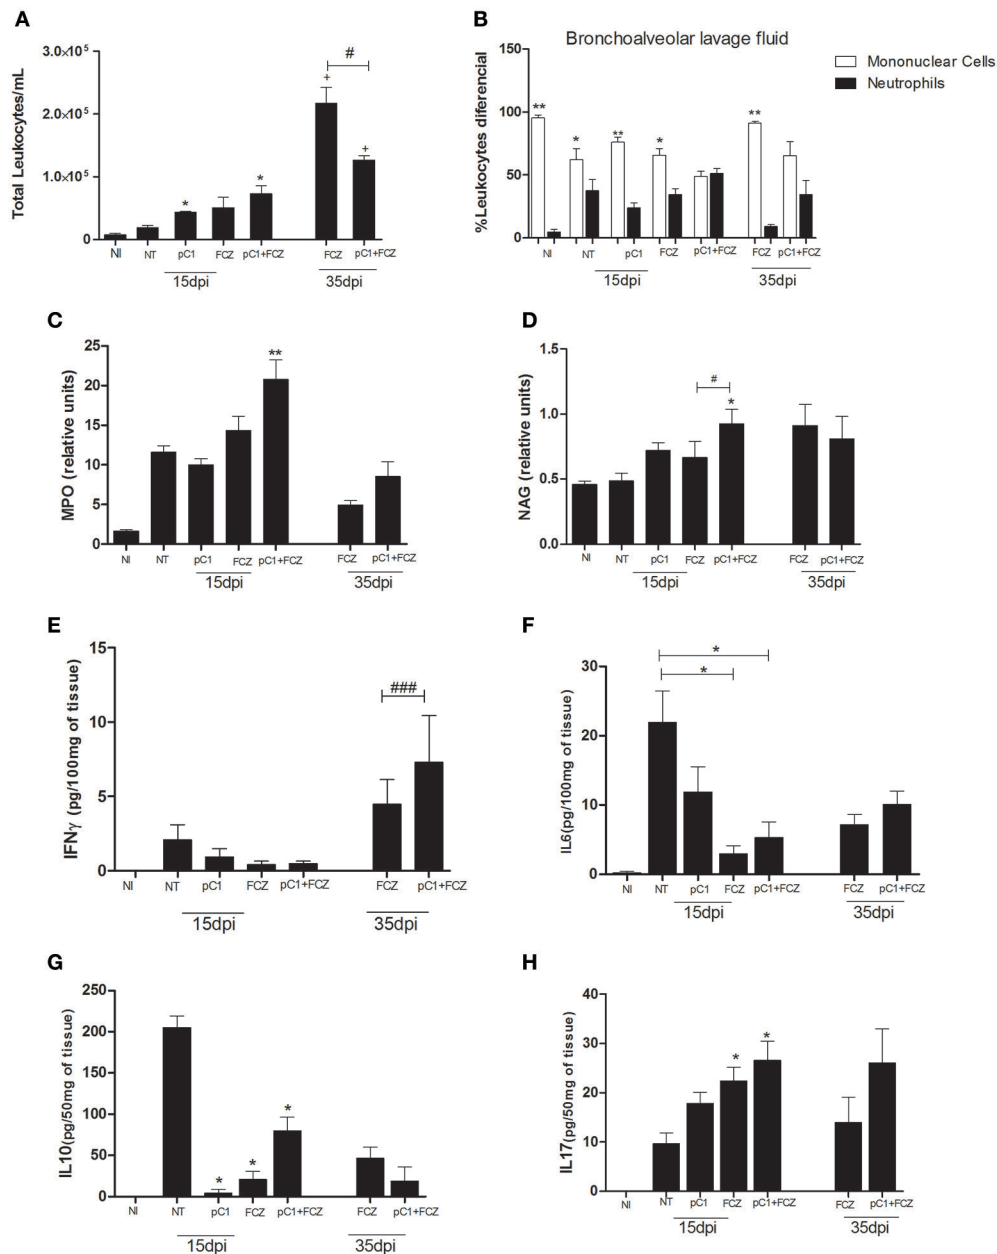 A
Total Leukocytes/mL
3.0×10⁵
2.0×10⁵
1.0×10⁵
0
*
*
+
#
+
NI
NT
pC1
FCZ
pC1+FCZ
FCZ
pC1+FCZ
15dpi
35dpi
B
Bronchoalveolar lavage fluid
Mononuclear Cells
Neutrophils
%Leukocytes diferencial
150
100
50
0
**
*
**
*
**
NI
NT
pC1
FCZ
pC1+FCZ
FCZ
pC1+FCZ
15dpi
35dpi
C
MPO (relative units)
25
20
15
10
5
0
**
NI
NT
pC1
FCZ
pC1+FCZ
FCZ
pC1+FCZ
15dpi
35dpi
D
NAG (relative units)
1.5
1.0
0.5
0.0
#
*
NI
NT
pC1
FCZ
pC1+FCZ
FCZ
pC1+FCZ
15dpi
35dpi
E
IFNγ (pg/100mg of tissue)
15
10
5
0
###
NI
NT
pC1
FCZ
pC1+FCZ
FCZ
pC1+FCZ
15dpi
35dpi
F
IL6(pg/100mg of tissue)
30
20
10
0
*
*
NI
NT
pC1
FCZ
pC1+FCZ
FCZ
pC1+FCZ
15dpi
35dpi
G
IL10(pg/50mg of tissue)
250
200
150
100
50
0
*
*
*
NI
NT
pC1
FCZ
pC1+FCZ
FCZ
pC1+FCZ
15dpi
35dpi
H
IL17(pg/50mg of tissue)
40
30
20
10
0
*
*
NI
NT
pC1
FCZ
pC1+FCZ
FCZ
pC1+FCZ
15dpi
35dpi